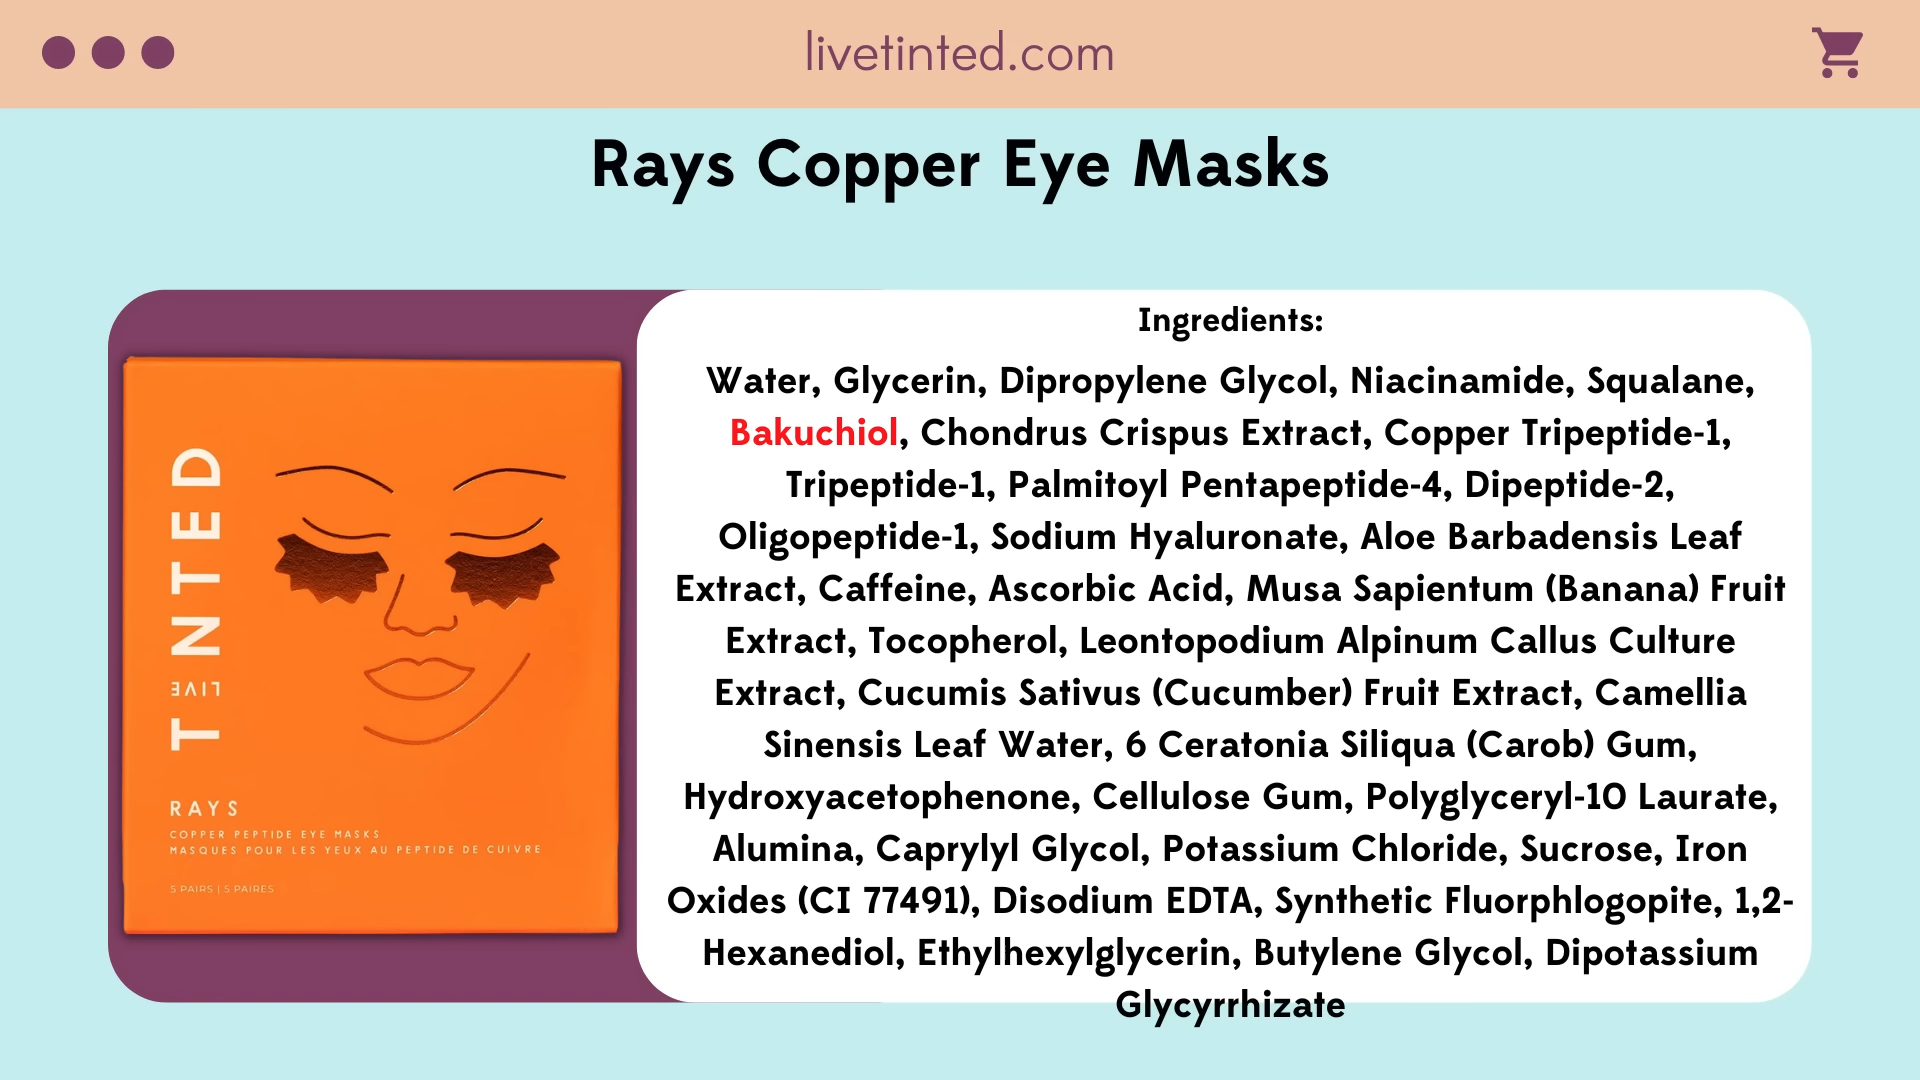 livetinted.com
Rays Copper Eye Masks
TINTED
LIVE
RAYS
COPPER PEPTIDE EYE MASKS
MASQUES POUR LES YEUX AU PEPTIDE DE CUIVRE
5 PAIRS | 5 PAIRES
Ingredients:
Water, Glycerin, Dipropylene Glycol, Niacinamide, Squalane,
Bakuchiol, Chondrus Crispus Extract, Copper Tripeptide-1,
Tripeptide-1, Palmitoyl Pentapeptide-4, Dipeptide-2,
Oligopeptide-1, Sodium Hyaluronate, Aloe Barbadensis Leaf
Extract, Caffeine, Ascorbic Acid, Musa Sapientum (Banana) Fruit
Extract, Tocopherol, Leontopodium Alpinum Callus Culture
Extract, Cucumis Sativus (Cucumber) Fruit Extract, Camellia
Sinensis Leaf Water, 6 Ceratonia Siliqua (Carob) Gum,
Hydroxyacetophenone, Cellulose Gum, Polyglyceryl-10 Laurate,
Alumina, Caprylyl Glycol, Potassium Chloride, Sucrose, Iron
Oxides (CI 77491), Disodium EDTA, Synthetic Fluorphlogopite, 1,2-
Hexanediol, Ethylhexylglycerin, Butylene Glycol, Dipotassium
Glycyrrhizate